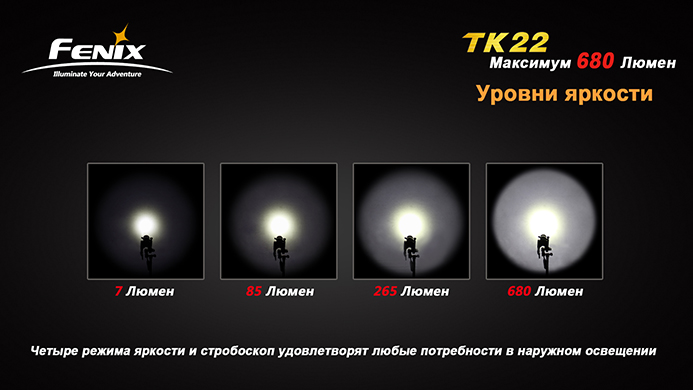 FENIX
Illuminate Your Adventure
TK22
Максимум 680 Люмен
Уровни яркости
7 Люмен
85 Люмен
265 Люмен
680 Люмен
Четыре режима яркости и стробоскоп удовлетворят любые потребности в наружном освещении